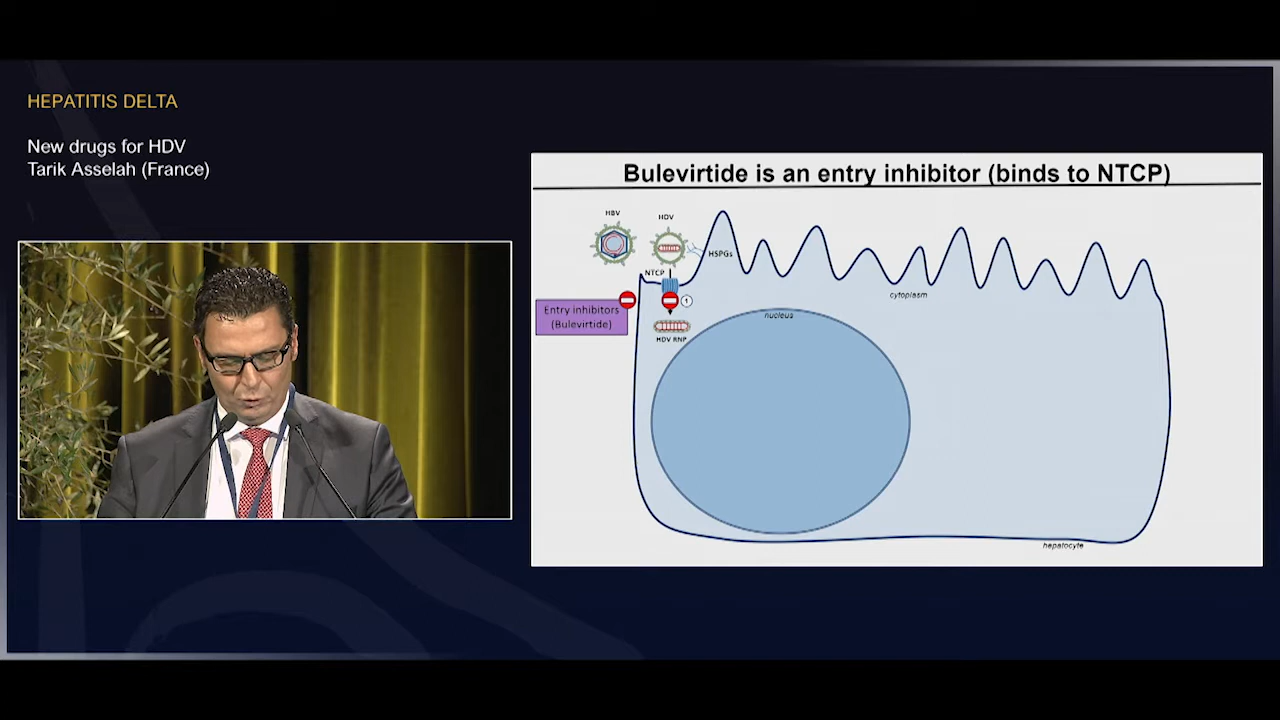 HEPATITIS DELTA
New drugs for HDV
Tarik Asselah (France)
Bulevirtide is an entry inhibitor (binds to NTCP)
HBV
HDV
HSPGs
NTCP
1
Entry inhibitors
(Bulevirtide)
HDV RNP
cytoplasm
nucleus
hepatocyte